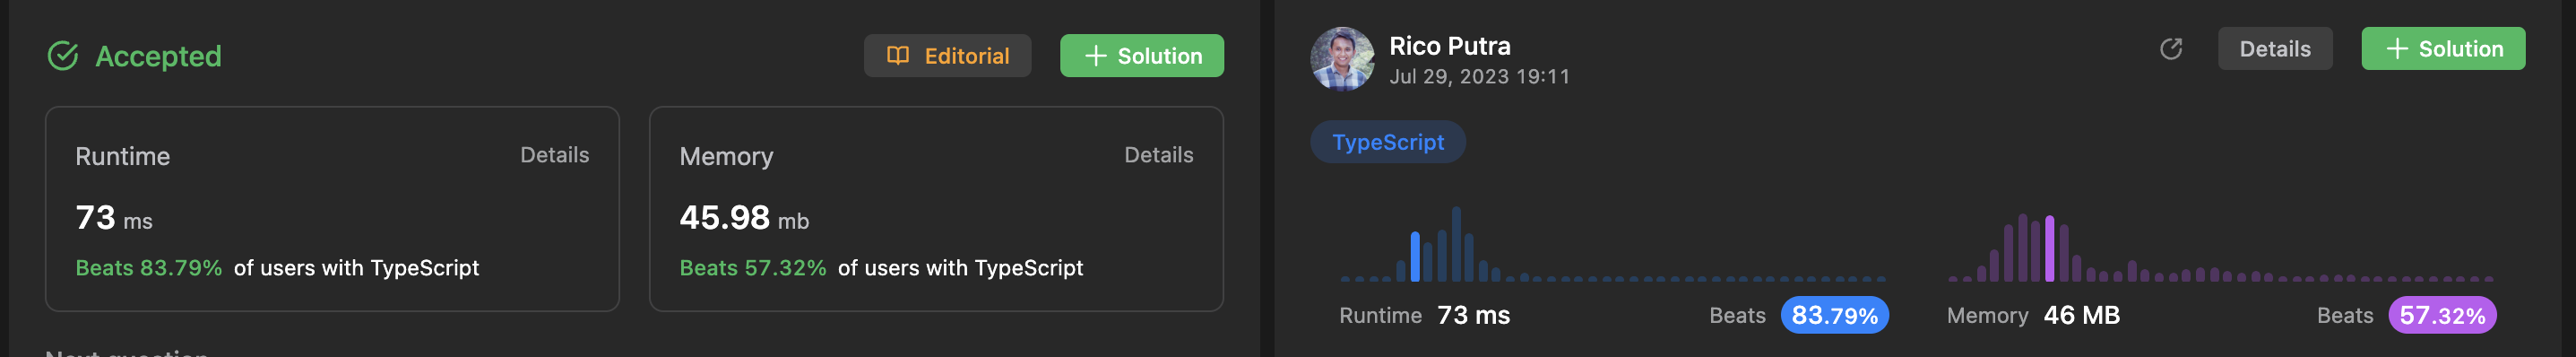 Accepted
Editorial
+ Solution
Runtime
Details
73 ms
Beats 83.79% of users with TypeScript
Memory
Details
45.98 mb
Beats 57.32% of users with TypeScript
Next question
Rico Putra
Jul 29, 2023 19:11
Details
+ Solution
TypeScript
Runtime 73 ms
Beats 83.79%
Memory 46 MB
Beats 57.32%